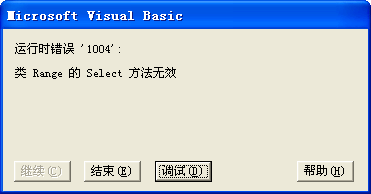 Microsoft Visual Basic
运行时错误 '1004':
类 Range 的 Select 方法无效
继续(C) 结束(E) 调试(D) 帮助(H)